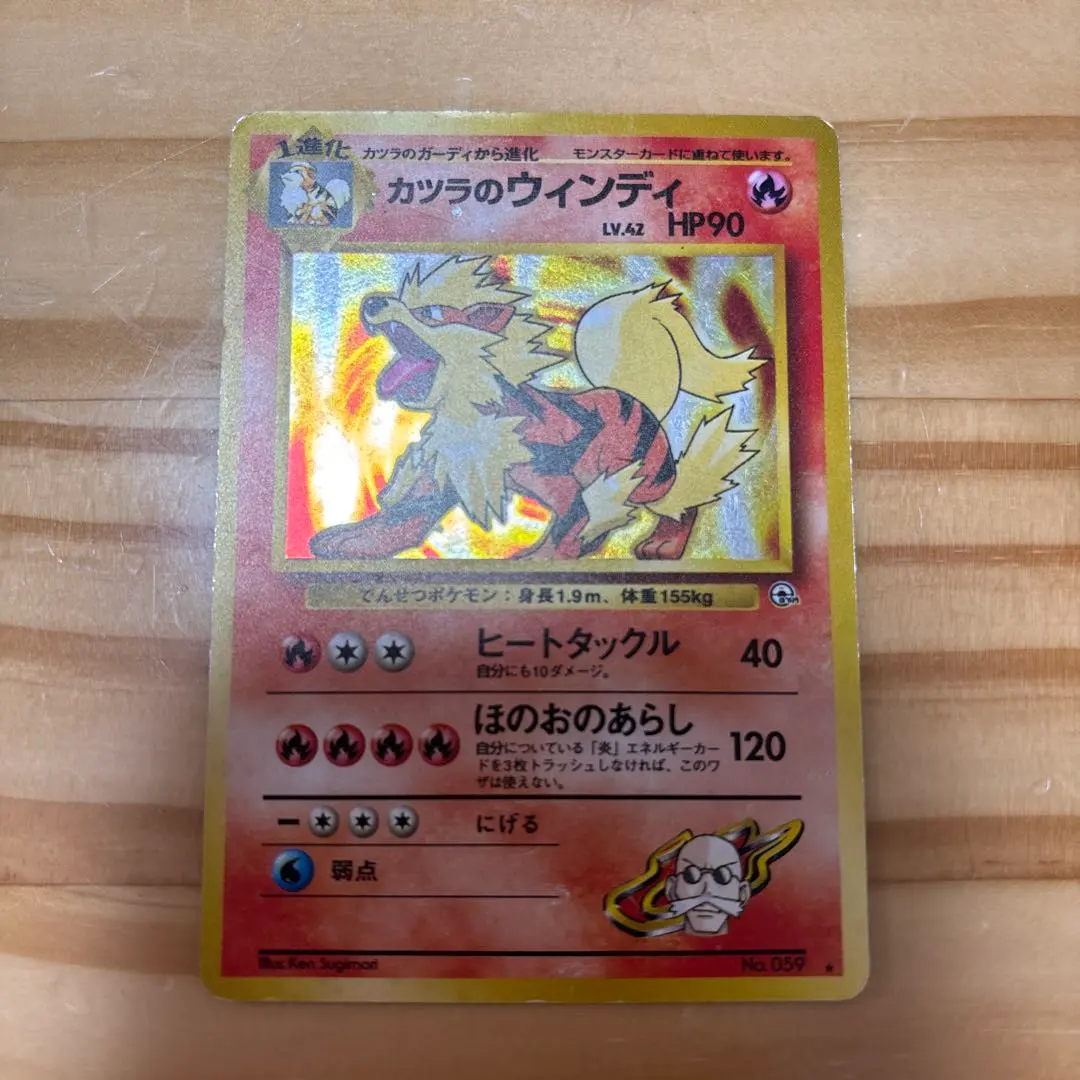 1進化
カツラのガーディから進化 モンスターカードに重ねて使います。
カツラのウィンディ
LV.42 HP90
でんせつポケモン：身長1.9m、体重155kg
GYM
ヒートタックル 40
自分にも10ダメージ。
ほのおのあらし 120
自分についている「炎」エネルギーカー
ドを3枚トラッシュしなければ、このワ
ザは使えない。
ー にげる
弱点
Illus. Ken Sugimori No. 059 ★